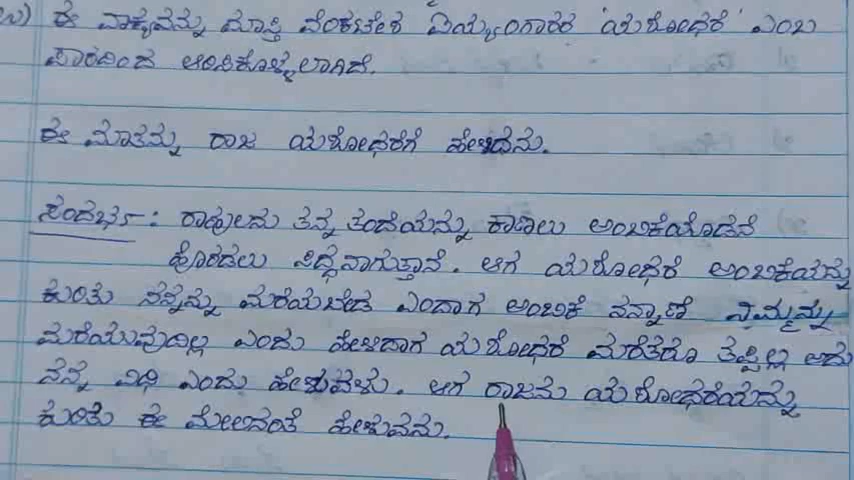 ಉ) ಈ ವಾಕ್ಯವನ್ನು ಮಾಸ್ತಿ ವೆಂಕಟೇಶ ಐಯ್ಯಂಗಾರರ 'ಯಶೋಧರೆ' ಎಂಬ
ಪಾಠದಿಂದ ಆರಿಸಿಕೊಳ್ಳಲಾಗಿದೆ.
ಈ ಮಾತನ್ನು ರಾಜ ಯಶೋಧರೆಗೆ ಹೇಳಿದನು.
ಸಂದರ್ಭ : ರಾಹುಲನು ತನ್ನ ತಂದೆಯನ್ನು ಕಾಣಲು ಅಂಬಿಕೆಯೊಡನೆ
ಹೊರಡಲು ಸಿದ್ಧನಾಗುತ್ತಾನೆ. ಆಗ ಯಶೋಧರೆ ಅಂಬಿಕೆಯನ್ನು
ಕುರಿತು ನನ್ನನ್ನು ಮರೆಯಬೇಡ ಎಂದಾಗ ಅಂಬಿಕೆ ನನ್ನಾಣೆ ನಿಮ್ಮನ್ನು
ಮರೆಯುವುದಿಲ್ಲ ಎಂದು ಹೇಳಿದಾಗ ಯಶೋಧರೆ ಮರೆತರೂ ತಪ್ಪಿಲ್ಲ ಅದು
ನನ್ನ ವಿಧಿ ಎಂದು ಹೇಳುವಳು. ಆಗ ರಾಜನು ಯಶೋಧರೆಯನ್ನು
ಕುರಿತು ಈ ಮೇಲಿನಂತೆ ಹೇಳುವನು.